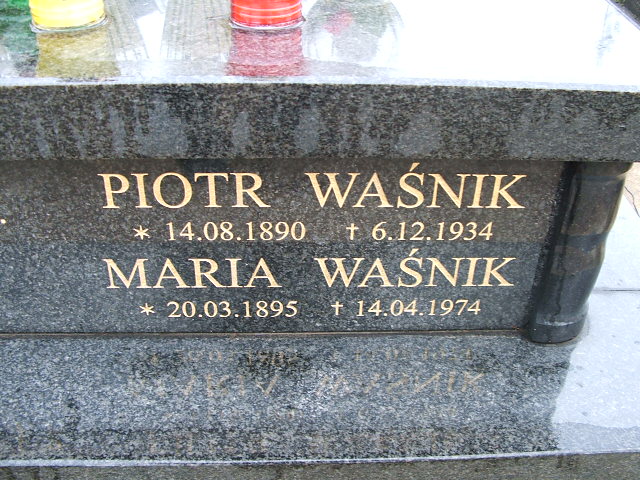 PIOTR WAŚNIK
* 14.08.1890 † 6.12.1934
MARIA WAŚNIK
* 20.03.1895 † 14.04.1974